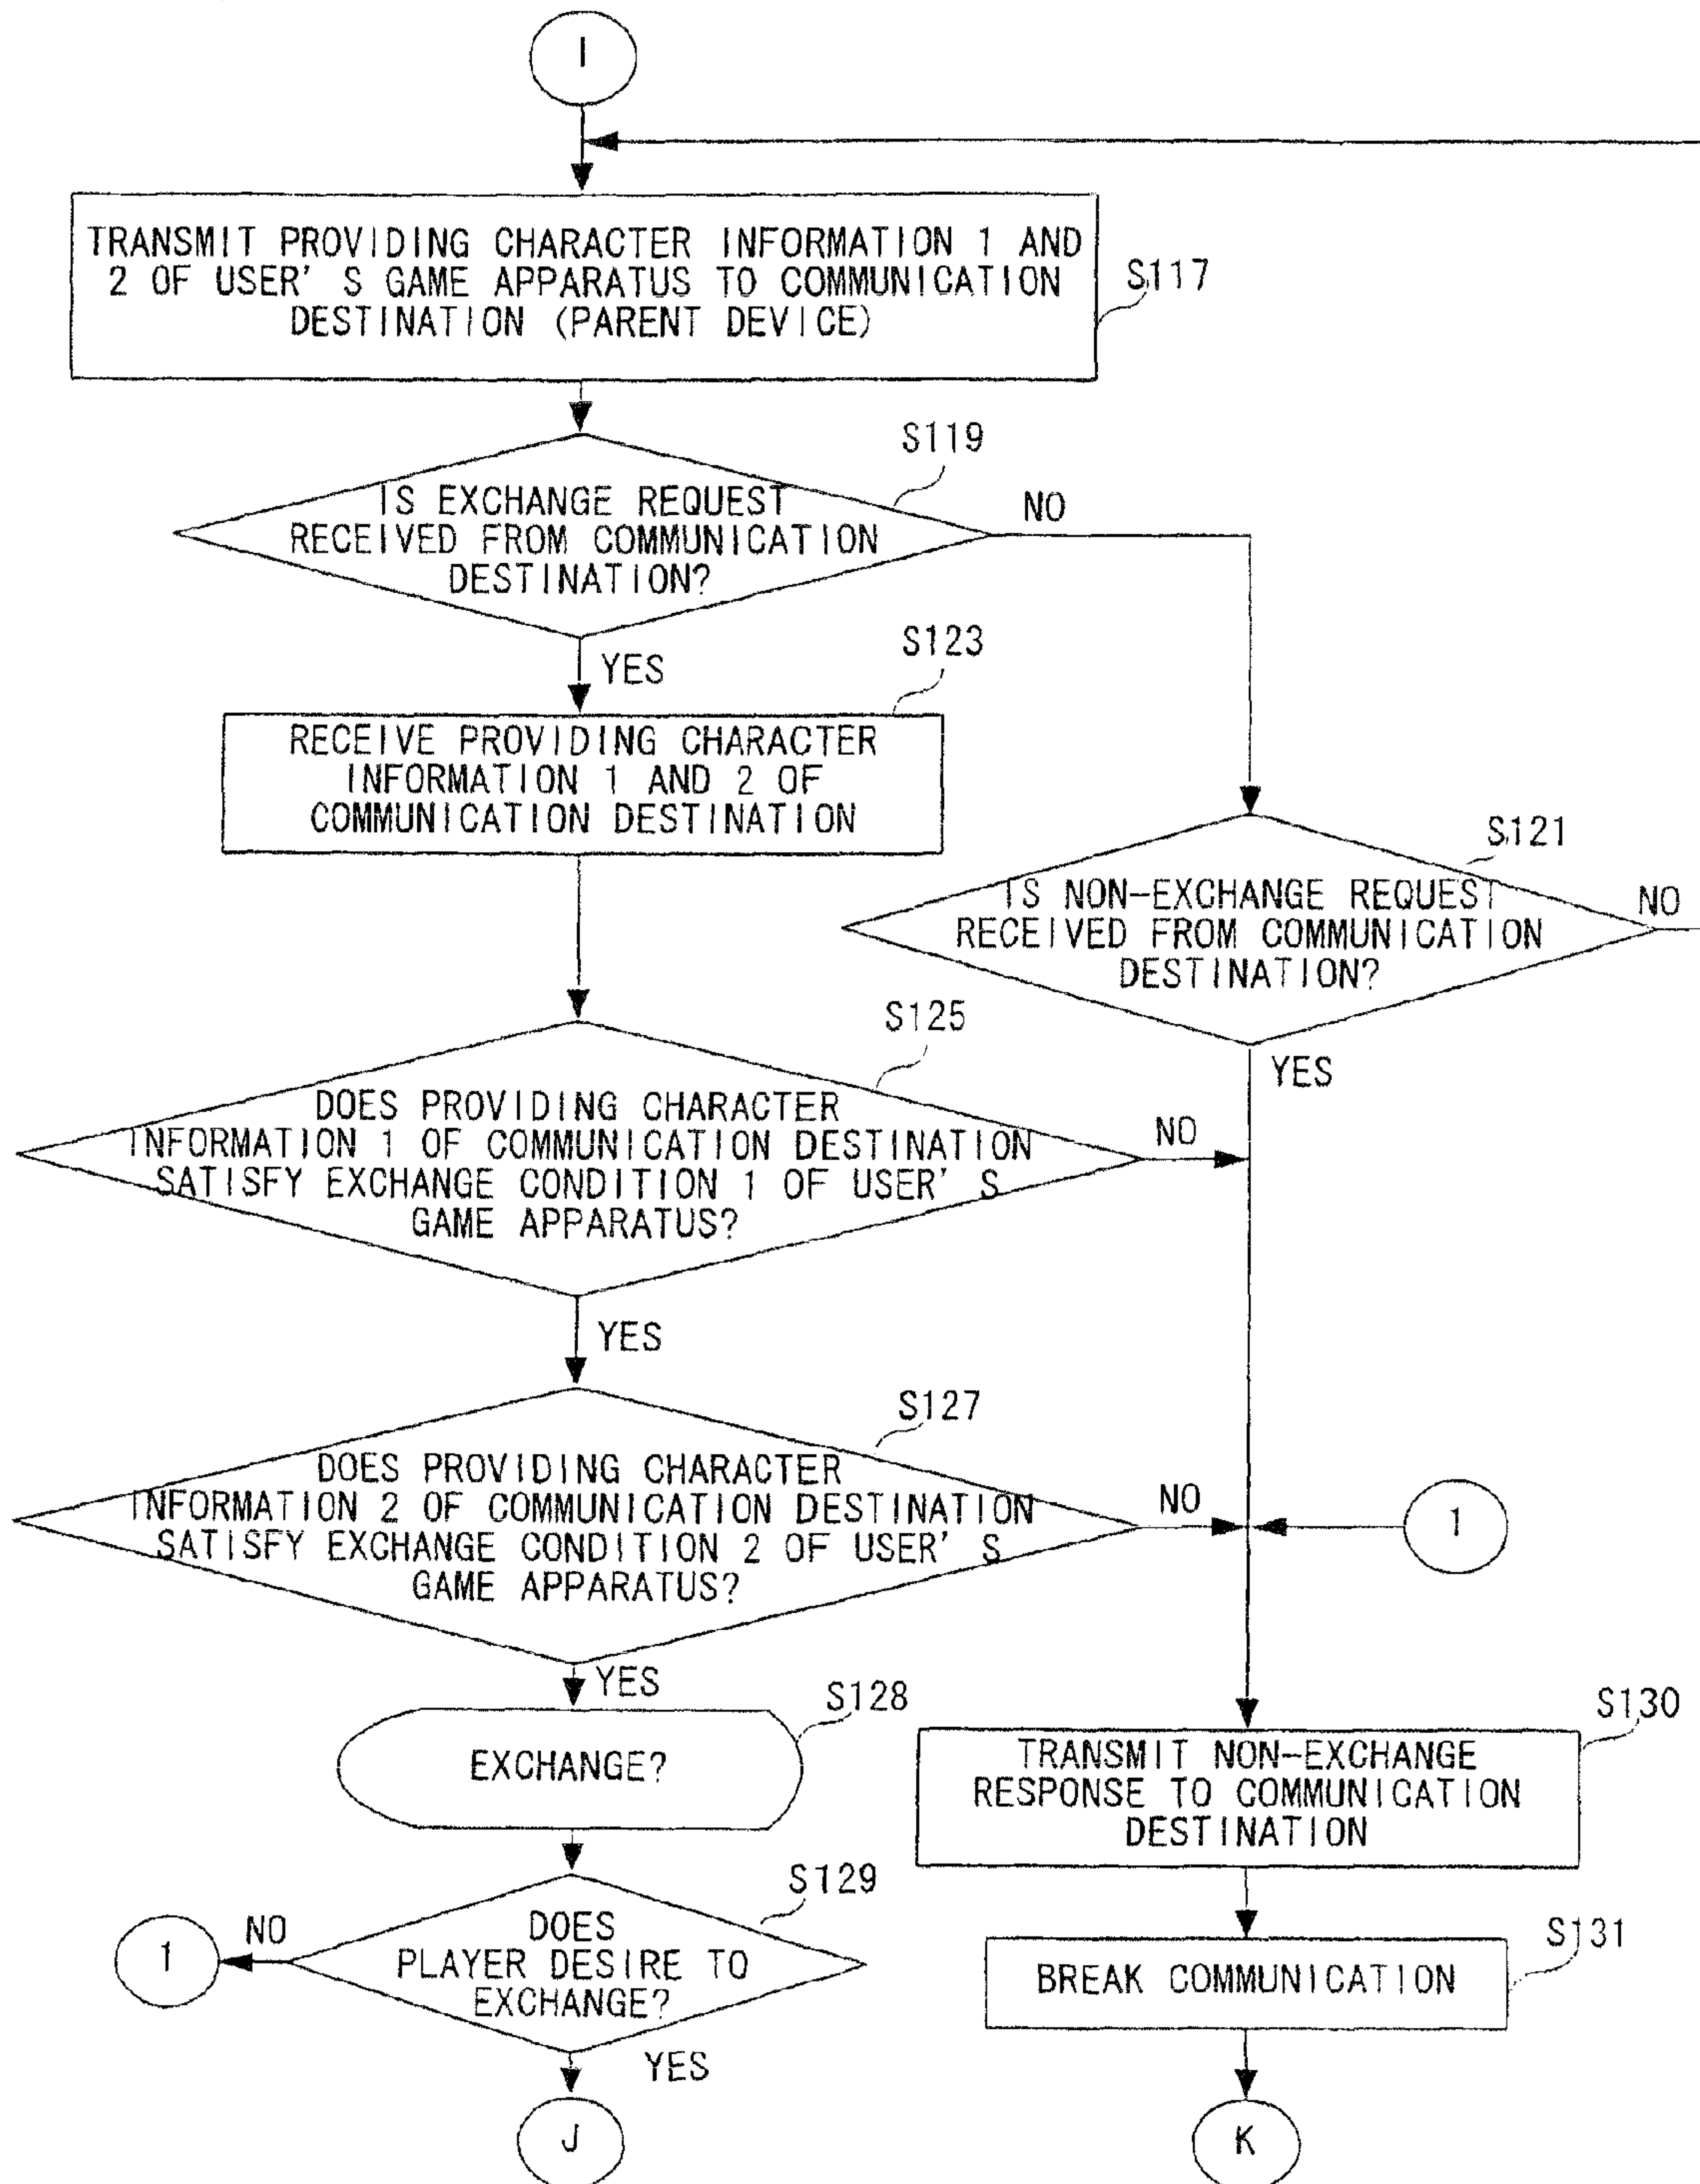 I
TRANSMIT PROVIDING CHARACTER INFORMATION 1 AND
2 OF USER'S GAME APPARATUS TO COMMUNICATION
DESTINATION (PARENT DEVICE)
S117
S119
IS EXCHANGE REQUEST
RECEIVED FROM COMMUNICATION
DESTINATION?
NO
YES
S123
RECEIVE PROVIDING CHARACTER
INFORMATION 1 AND 2 OF
COMMUNICATION DESTINATION
S121
IS NON-EXCHANGE REQUEST
RECEIVED FROM COMMUNICATION
DESTINATION?
NO
YES
S125
DOES PROVIDING CHARACTER
INFORMATION 1 OF COMMUNICATION DESTINATION
SATISFY EXCHANGE CONDITION 1 OF USER'S
GAME APPARATUS?
NO
YES
S127
DOES PROVIDING CHARACTER
INFORMATION 2 OF COMMUNICATION DESTINATION
SATISFY EXCHANGE CONDITION 2 OF USER'S
GAME APPARATUS?
NO
1
YES
S128
EXCHANGE?
S130
TRANSMIT NON-EXCHANGE
RESPONSE TO COMMUNICATION
DESTINATION
S129
DOES
PLAYER DESIRE TO
EXCHANGE?
NO
1
YES
S131
BREAK COMMUNICATION
J
K